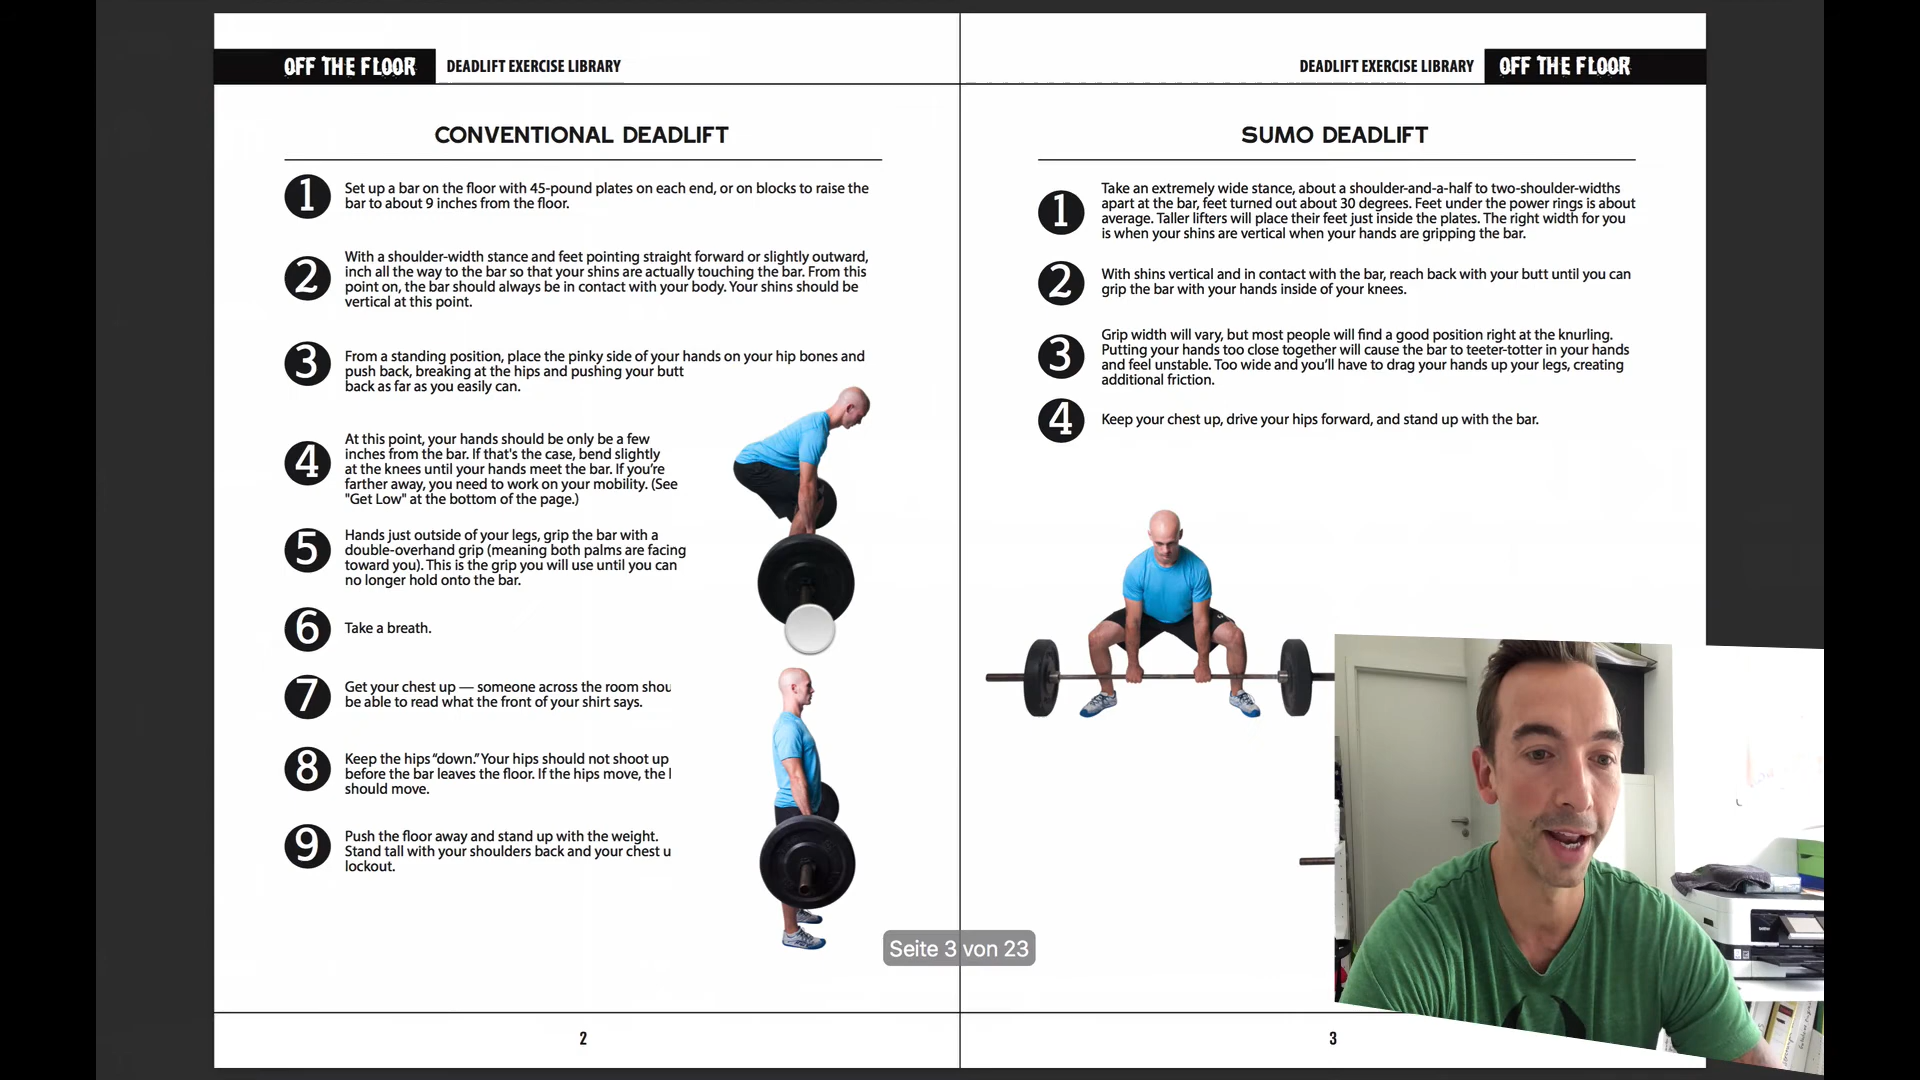 OFF THE FLOOR DEADLIFT EXERCISE LIBRARY
CONVENTIONAL DEADLIFT
1 Set up a bar on the floor with 45-pound plates on each end, or on blocks to raise the
bar to about 9 inches from the floor.
2 With a shoulder-width stance and feet pointing straight forward or slightly outward,
inch all the way to the bar so that your shins are actually touching the bar. From this
point on, the bar should always be in contact with your body. Your shins should be
vertical at this point.
3 From a standing position, place the pinky side of your hands on your hip bones and
push back, breaking at the hips and pushing your butt
back as far as you easily can.
4 At this point, your hands should be only be a few
inches from the bar. If that's the case, bend slightly
at the knees until your hands meet the bar. If you're
farther away, you need to work on your mobility. (See
"Get Low" at the bottom of the page.)
5 Hands just outside of your legs, grip the bar with a
double-overhand grip (meaning both palms are facing
toward you). This is the grip you will use until you can
no longer hold onto the bar.
6 Take a breath.
7 Get your chest up — someone across the room shou
be able to read what the front of your shirt says.
8 Keep the hips “down.” Your hips should not shoot up
before the bar leaves the floor. If the hips move, the
should move.
9 Push the floor away and stand up with the weight.
Stand tall with your shoulders back and your chest u
lockout.
2
DEADLIFT EXERCISE LIBRARY OFF THE FLOOR
SUMO DEADLIFT
1 Take an extremely wide stance, about a shoulder-and-a-half to two-shoulder-widths
apart at the bar, feet turned out about 30 degrees. Feet under the power rings is about
average. Taller lifters will place their feet just inside the plates. The right width for you
is when your shins are vertical when your hands are gripping the bar.
2 With shins vertical and in contact with the bar, reach back with your butt until you can
grip the bar with your hands inside of your knees.
3 Grip width will vary, but most people will find a good position right at the knurling.
Putting your hands too close together will cause the bar to teeter-totter in your hands
and feel unstable. Too wide and you'll have to drag your hands up your legs, creating
additional friction.
4 Keep your chest up, drive your hips forward, and stand up with the bar.
3
Seite 3 von 23